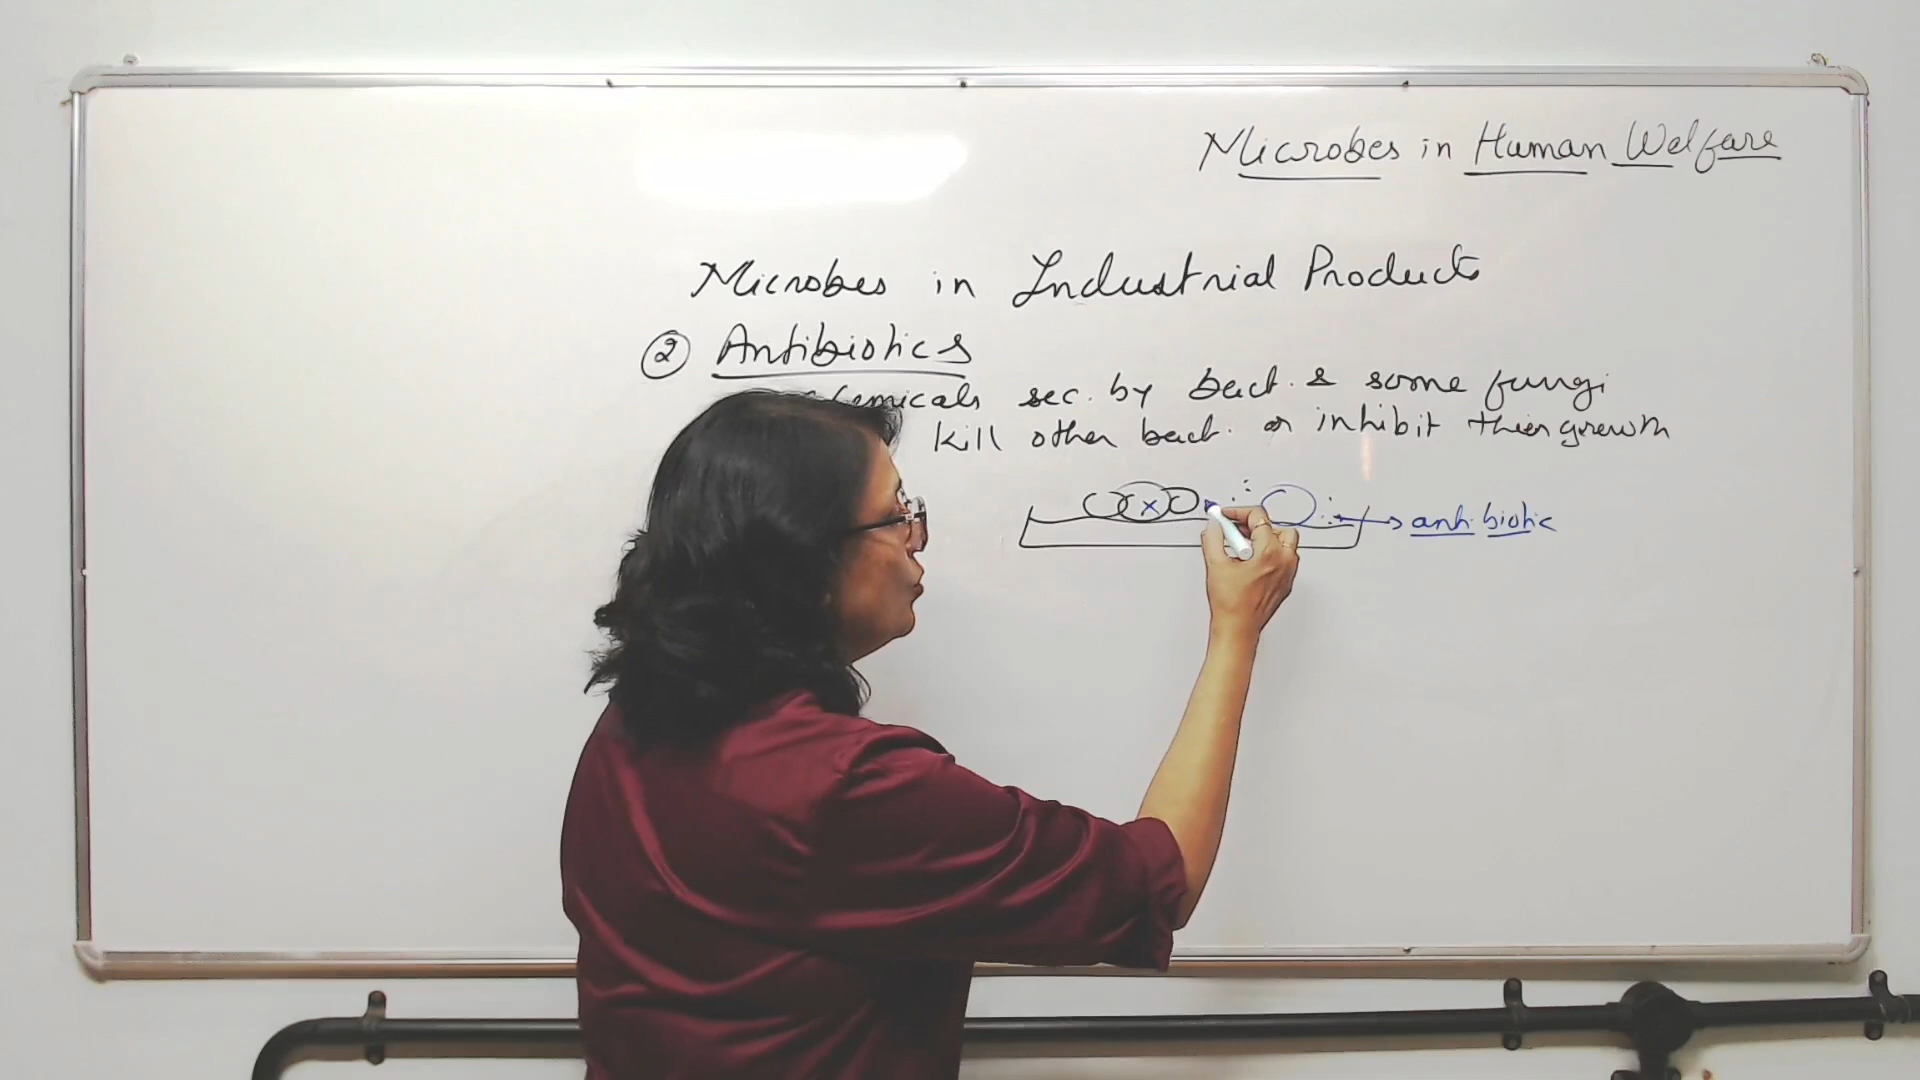 Microbes in Human Welfare
Microbes in Industrial Products
② Antibiotics
sec. by bact. & some fungi
kill other bact. or inhibit their growth
antibiotic